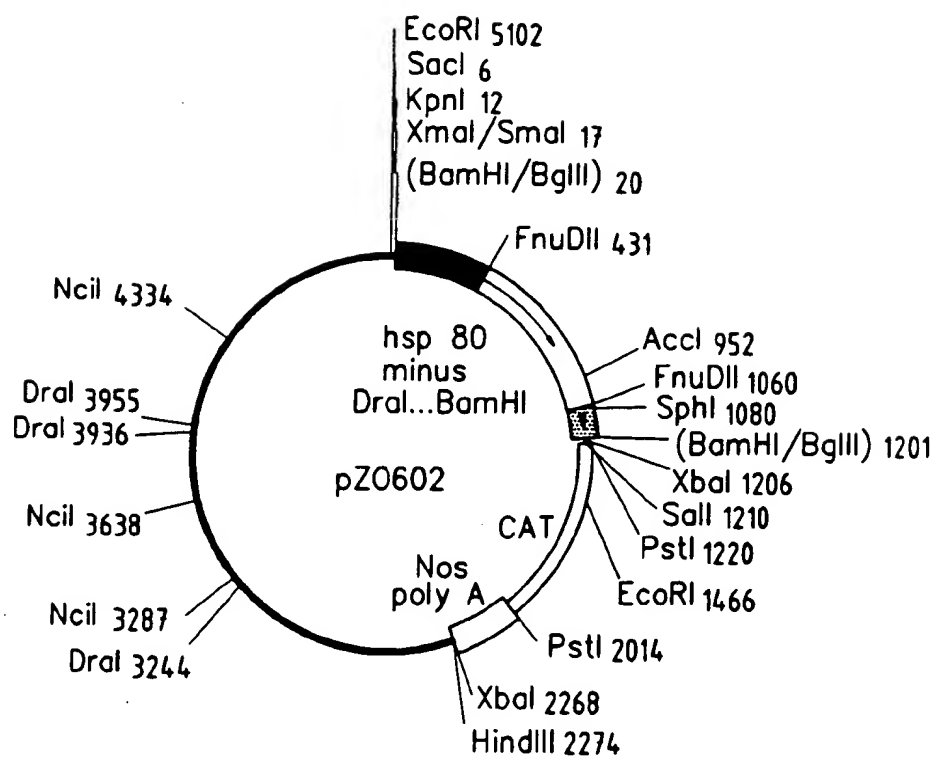 EcoRI 5102
SacI 6
KpnI 12
XmaI/SmaI 17
(BamHI/BglII) 20
FnuDII 431
NciI 4334
hsp 80
minus
DraI...BamHI
AccI 952
FnuDII 1060
SphI 1080
(BamHI/BglII) 1201
XbaI 1206
SalI 1210
PstI 1220
EcoRI 1466
DraI 3955
DraI 3936
pZO602
NciI 3638
CAT
Nos
poly A
NciI 3287
DraI 3244
PstI 2014
XbaI 2268
HindIII 2274